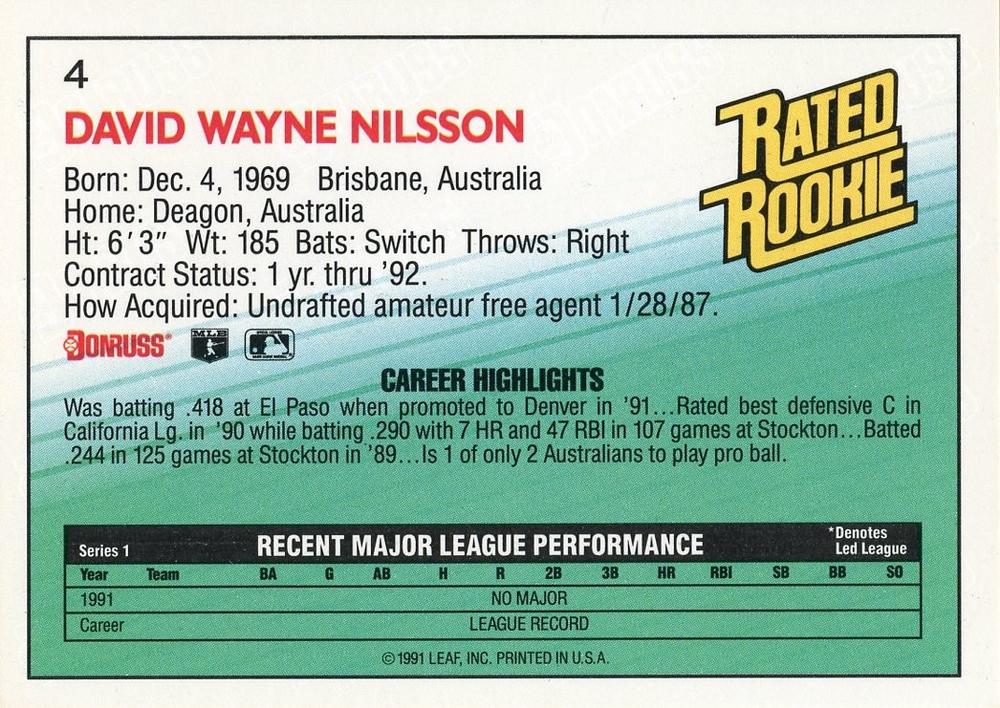 4
DAVID WAYNE NILSSON
RATED
ROOKIE
Born: Dec. 4, 1969 Brisbane, Australia
Home: Deagon, Australia
Ht: 6'3" Wt: 185 Bats: Switch Throws: Right
Contract Status: 1 yr. thru '92.
How Acquired: Undrafted amateur free agent 1/28/87.
DONRUSS® MLB
CAREER HIGHLIGHTS
Was batting .418 at El Paso when promoted to Denver in '91...Rated best defensive C in
California Lg. in '90 while batting .290 with 7 HR and 47 RBI in 107 games at Stockton...Batted
.244 in 125 games at Stockton in '89...Is 1 of only 2 Australians to play pro ball.
Series 1 RECENT MAJOR LEAGUE PERFORMANCE *Denotes
Led League
Year Team BA G AB H R 2B 3B HR RBI SB BB SO
1991 NO MAJOR
Career LEAGUE RECORD
©1991 LEAF, INC. PRINTED IN U.S.A.